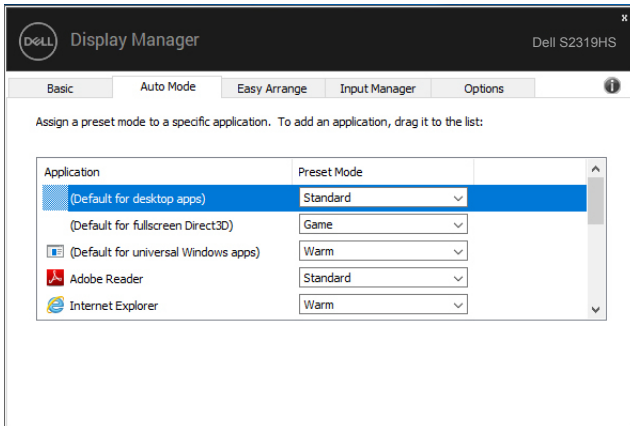 x
DELL Display Manager
Dell S2319HS
Basic Auto Mode Easy Arrange Input Manager Options
Assign a preset mode to a specific application. To add an application, drag it to the list:
Application Preset Mode
(Default for desktop apps) Standard
(Default for fullscreen Direct3D) Game
(Default for universal Windows apps) Warm
Adobe Reader Standard
Internet Explorer Warm